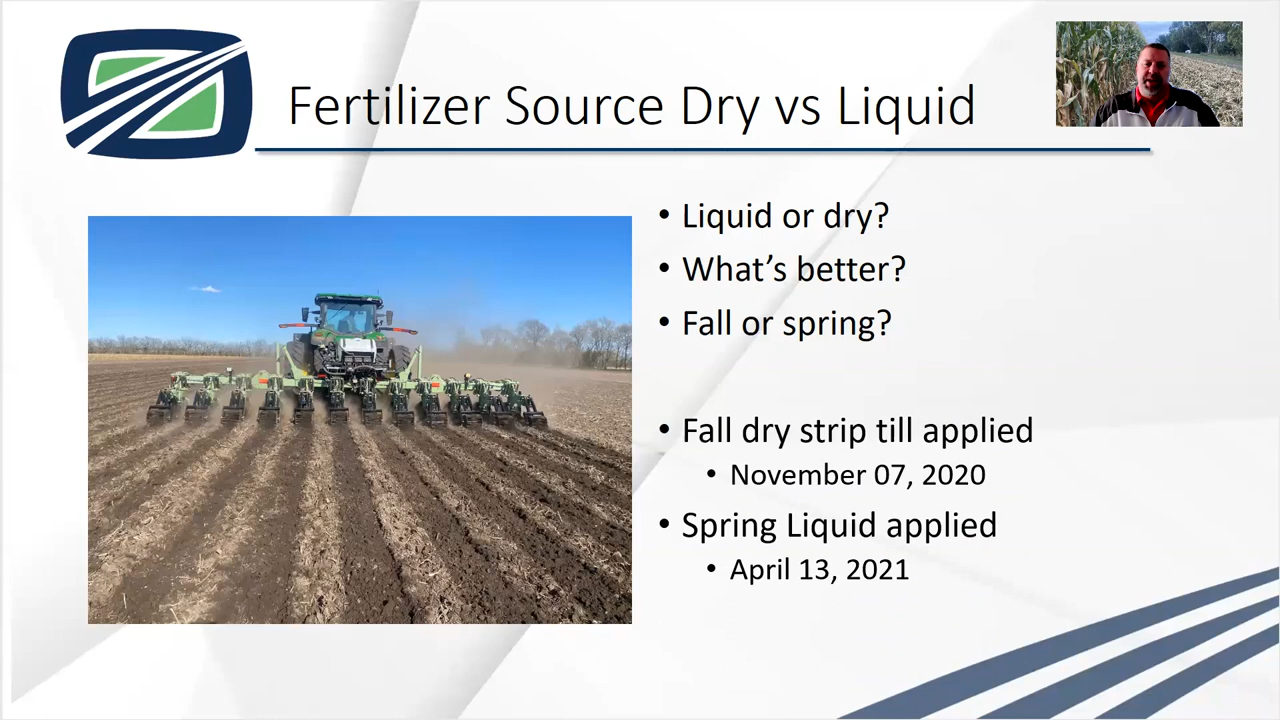 Fertilizer Source Dry vs Liquid
• Liquid or dry?
• What’s better?
• Fall or spring?
• Fall dry strip till applied
• November 07, 2020
• Spring Liquid applied
• April 13, 2021